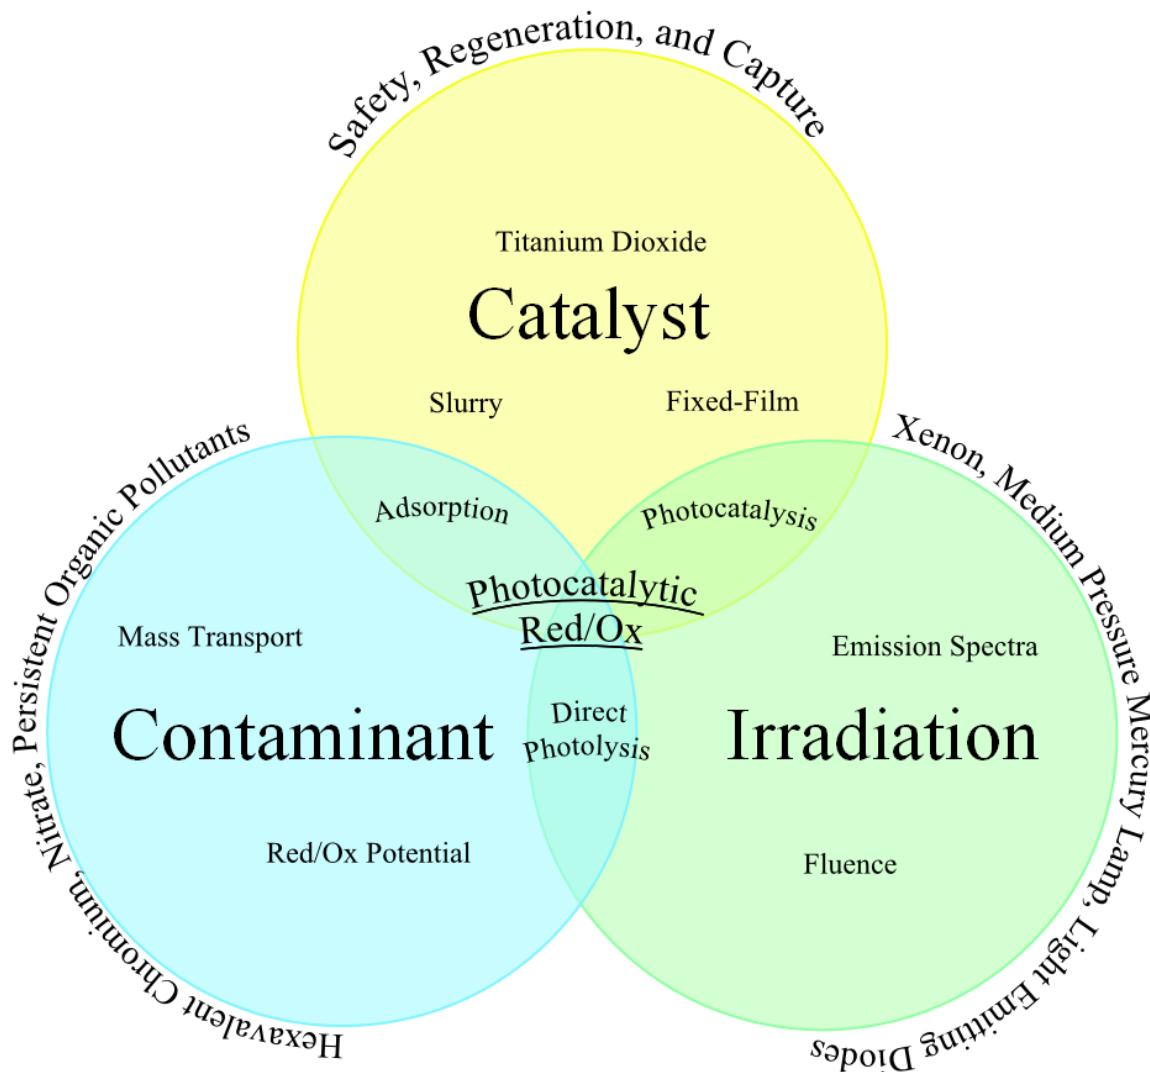 Safety, Regeneration, and Capture
Titanium Dioxide
Catalyst
Slurry
Fixed-Film
Hexavalent Chromium, Nitrate, Persistent Organic Pollutants
Xenon, Medium Pressure Mercury Lamp, Light Emitting Diodes
Adsorption
Photocatalysis
Photocatalytic
Red/Ox
Mass Transport
Emission Spectra
Contaminant
Direct
Photolysis
Irradiation
Red/Ox Potential
Fluence